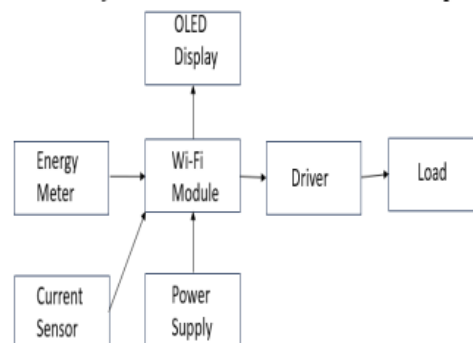 OLED
Display
Energy
Meter
Wi-Fi
Module
Driver
Load
Current
Sensor
Power
Supply